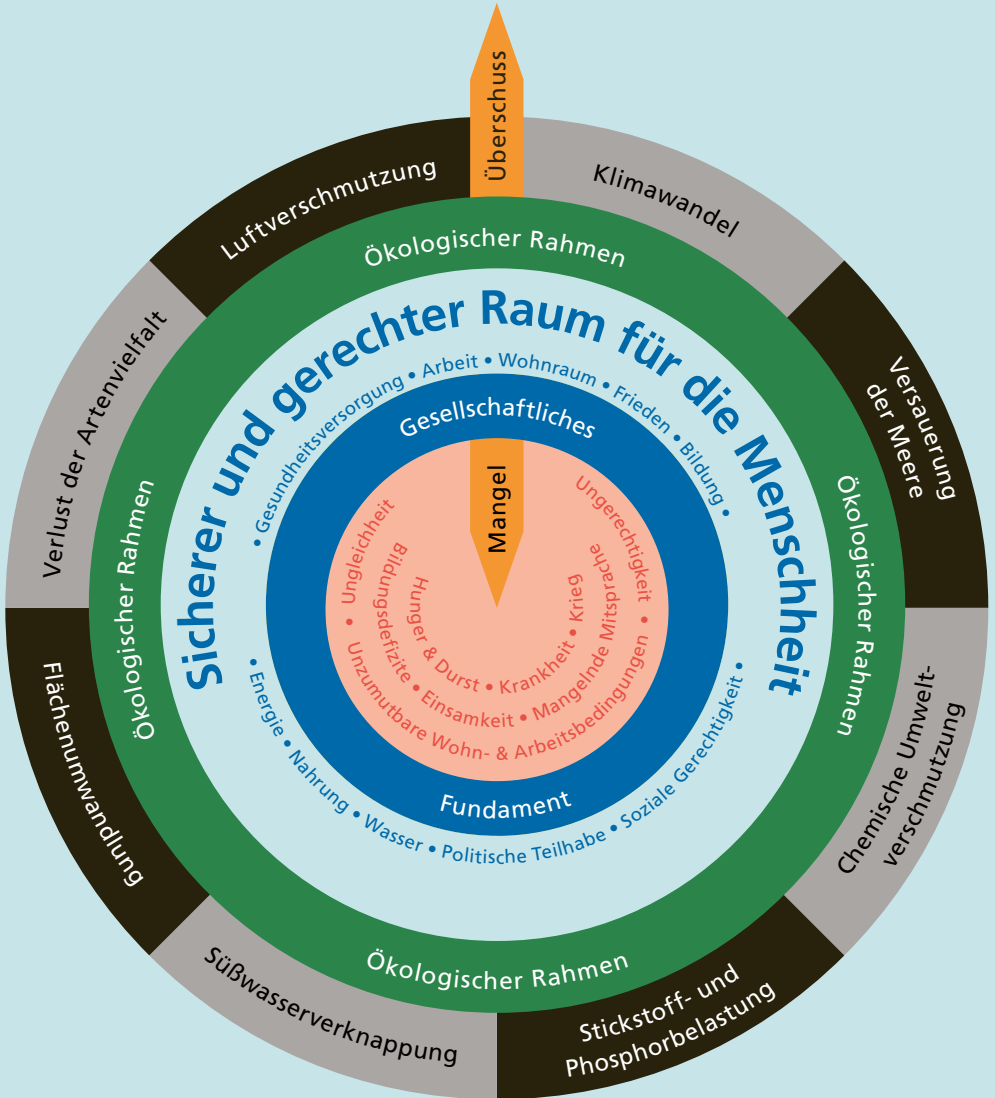 Überschuss
Klimawandel
Versauerung
der Meere
Chemische Umwelt-
verschmutzung
Stickstoff- und
Phosphorbelastung
Süßwasserverknappung
Flächenumwandlung
Verlust der Artenvielfalt
Luftverschmutzung
Ökologischer Rahmen
Ökologischer Rahmen
Ökologischer Rahmen
Ökologischer Rahmen
Sicherer und gerechter Raum für die Menschheit
• Gesundheitsversorgung • Arbeit • Wohnraum • Frieden • Bildung •
• Energie • Nahrung • Wasser • Politische Teilhabe • Soziale Gerechtigkeit •
Gesellschaftliches
Fundament
Mangel
Ungleichheit • Unzumutbare Wohn- & Arbeitsbedingungen • Ungerechtigkeit
Bildungsdefizite • Einsamkeit • Mangelnde Mitsprache
Hunger & Durst • Krankheit • Krieg